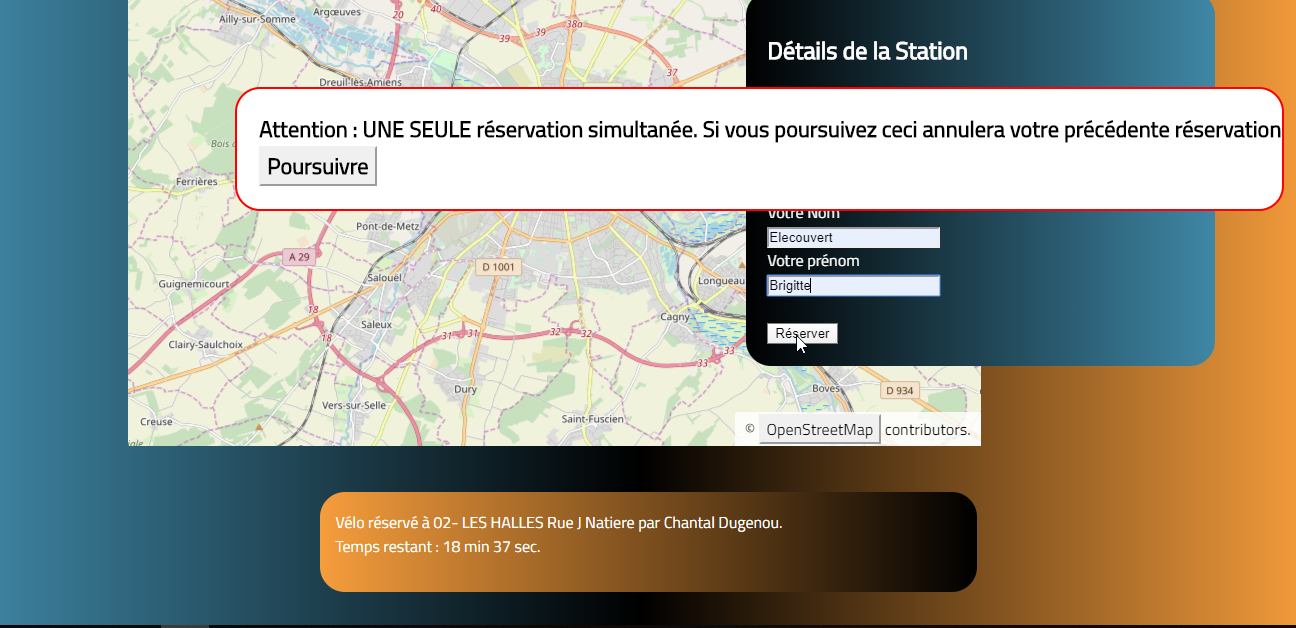 Ailly-sur-Somme
Argœuves
20
40
38a
39
39
37
Dreuil-lès-Amiens
Détails de la Station
Attention : UNE SEULE réservation simultanée. Si vous poursuivez ceci annulera votre précédente réservation
Poursuivre
Bois
Ferrières
Votre Nom
Pont-de-Metz
Elecouvert
A 29
D 1001
Votre prénom
Guignemicourt
Salouël
Longueau
Brigitte
18
Saleux
Cagny
31
31
32
32
18
Réserver
Clairy-Saulchoix
33
33
Dury
Boves
D 934
Vers-sur-Selle
Creuse
Saint-Fuscien
© OpenStreetMap contributors.
Vélo réservé à 02- LES HALLES Rue J Natiere par Chantal Dugenou.
Temps restant : 18 min 37 sec.